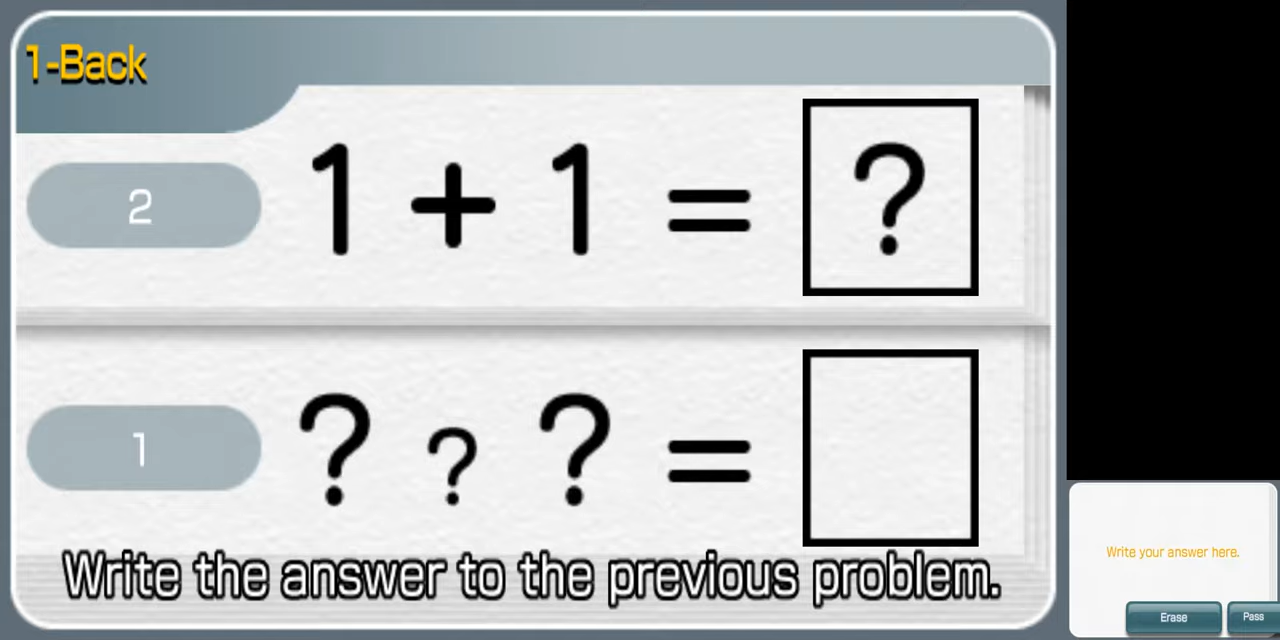 1-Back
2
1 + 1 = ?
1
? ? ? =
Write the answer to the previous problem.
Write your answer here.
Erase
Pass